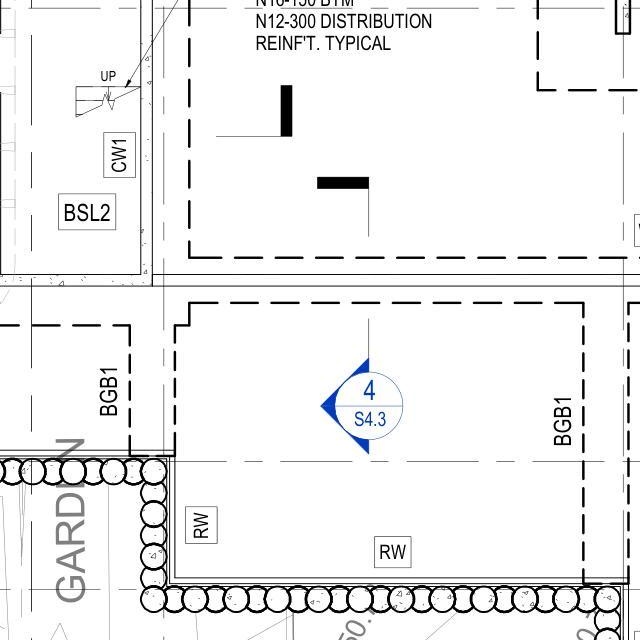 N16-150 BTM
N12-300 DISTRIBUTION
REINF'T. TYPICAL
UP
CW1
BSL2
BGB1
4
S4.3
BGB1
GARDEN
RW
RW